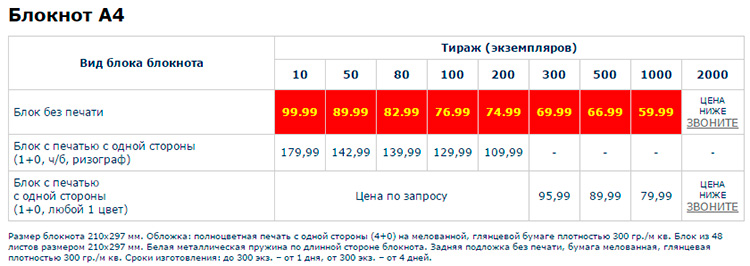 Блокнот А4
Вид блока блокнота
Тираж (экземпляров)
10 50 80 100 200 300 500 1000 2000
Блок без печати 99.99 89.99 82.99 76.99 74.99 69.99 66.99 59.99 ЦЕНА НИЖЕ ЗВОНИТЕ
Блок с печатью с одной стороны
(1+0, ч/б, ризограф) 179,99 142,99 139,99 129,99 109,99 - - - -
Блок с печатью
с одной стороны
(1+0, любой 1 цвет) Цена по запросу 95,99 89,99 79,99 ЦЕНА НИЖЕ ЗВОНИТЕ
Размер блокнота 210х297 мм. Обложка: полноцветная печать с одной стороны (4+0) на мелованной, глянцевой бумаге плотностью 300 гр./м кв. Блок из 48
листов размером 210х297 мм. Белая металлическая пружина по длинной стороне блокнота. Задняя подложка без печати, бумага мелованная, глянцевая
плотностью 300 гр./м кв. Сроки изготовления: до 300 экз. – от 1 дня, от 300 экз. – от 4 дней.